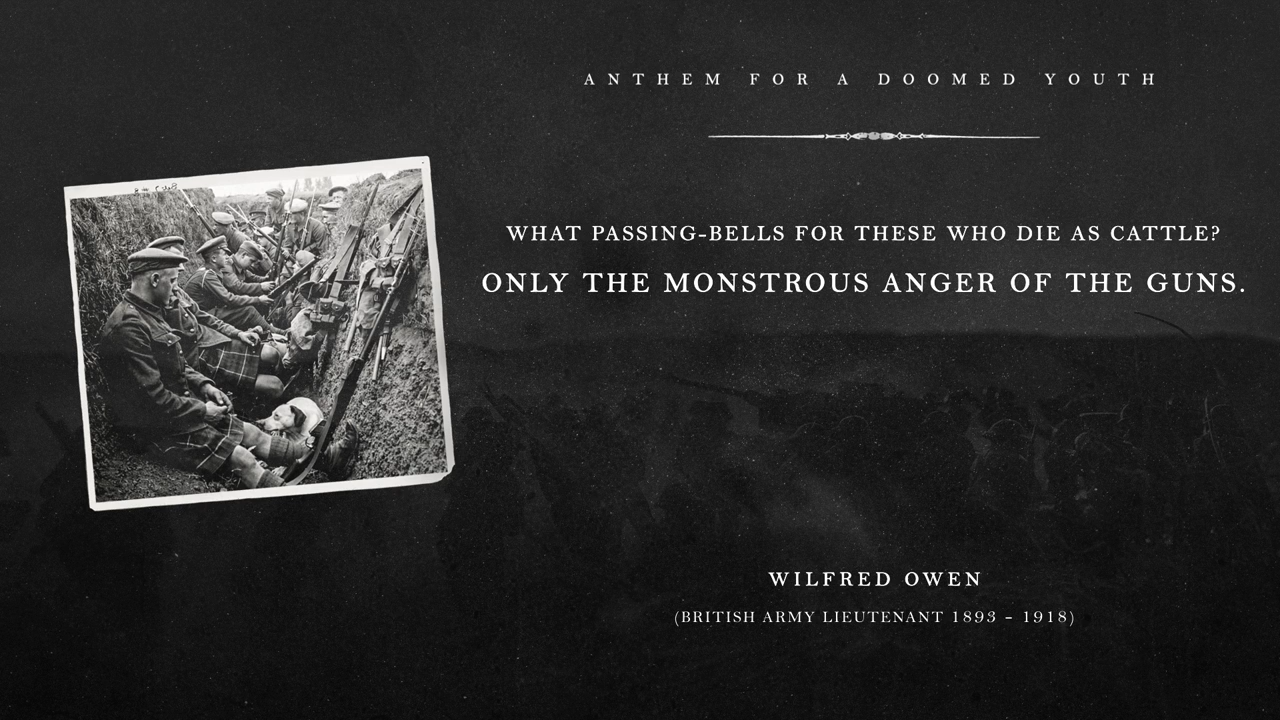 ANTHEM FOR A DOOMED YOUTH
WHAT PASSING-BELLS FOR THESE WHO DIE AS CATTLE?
ONLY THE MONSTROUS ANGER OF THE GUNS.
WILFRED OWEN
(BRITISH ARMY LIEUTENANT 1893 – 1918)